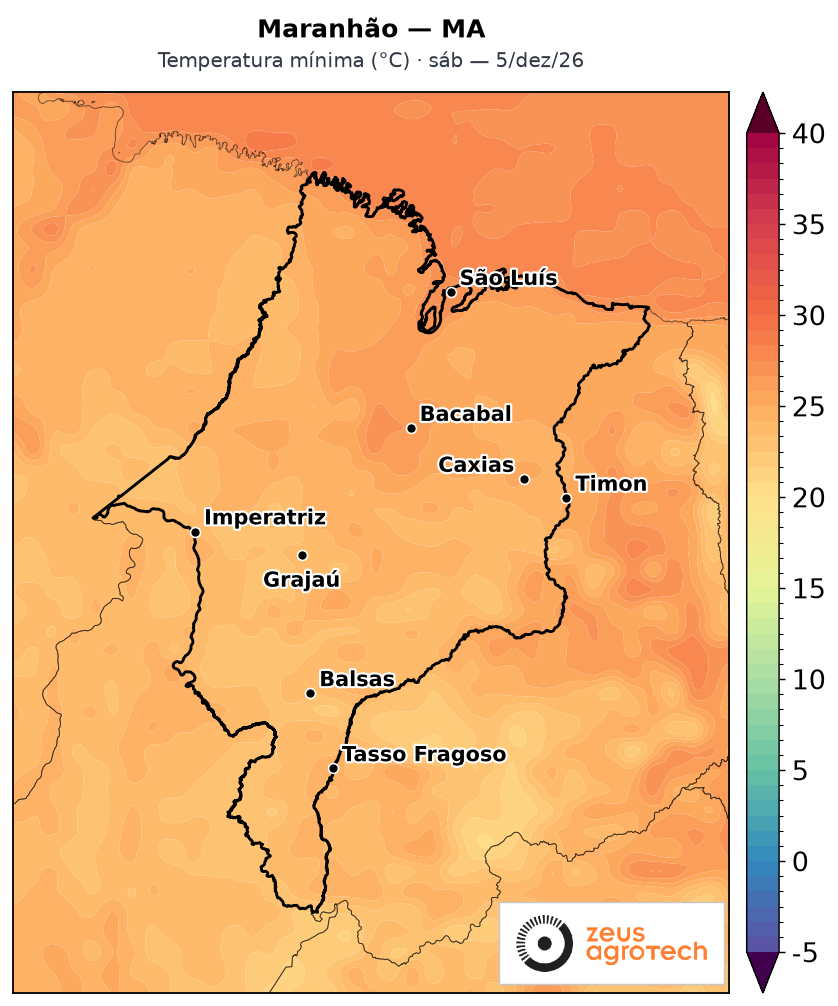 Maranhão — MA
Temperatura mínima (°C) · sáb — 5/dez/26
40
35
30
25
20
15
10
5
0
-5
São Luís
Bacabal
Caxias
Timon
Imperatriz
Grajaú
Balsas
Tasso Fragoso
zeus
agrotech